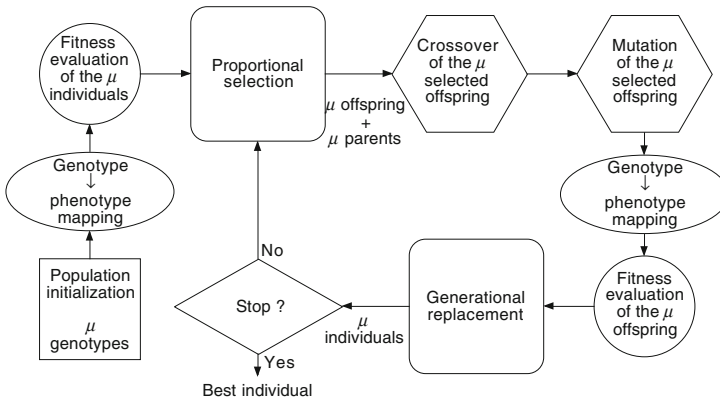 Fitness
evaluation
of the μ
individuals
Proportional
selection
μ offspring
+
μ parents
Crossover
of the μ
selected
offspring
Mutation
of the μ
selected
offspring
Genotype
↓
phenotype
mapping
Genotype
↓
phenotype
mapping
Population
initialization
μ
genotypes
No
Stop ?
Yes
Best individual
μ
individuals
Generational
replacement
Fitness
evaluation
of the μ
offspring